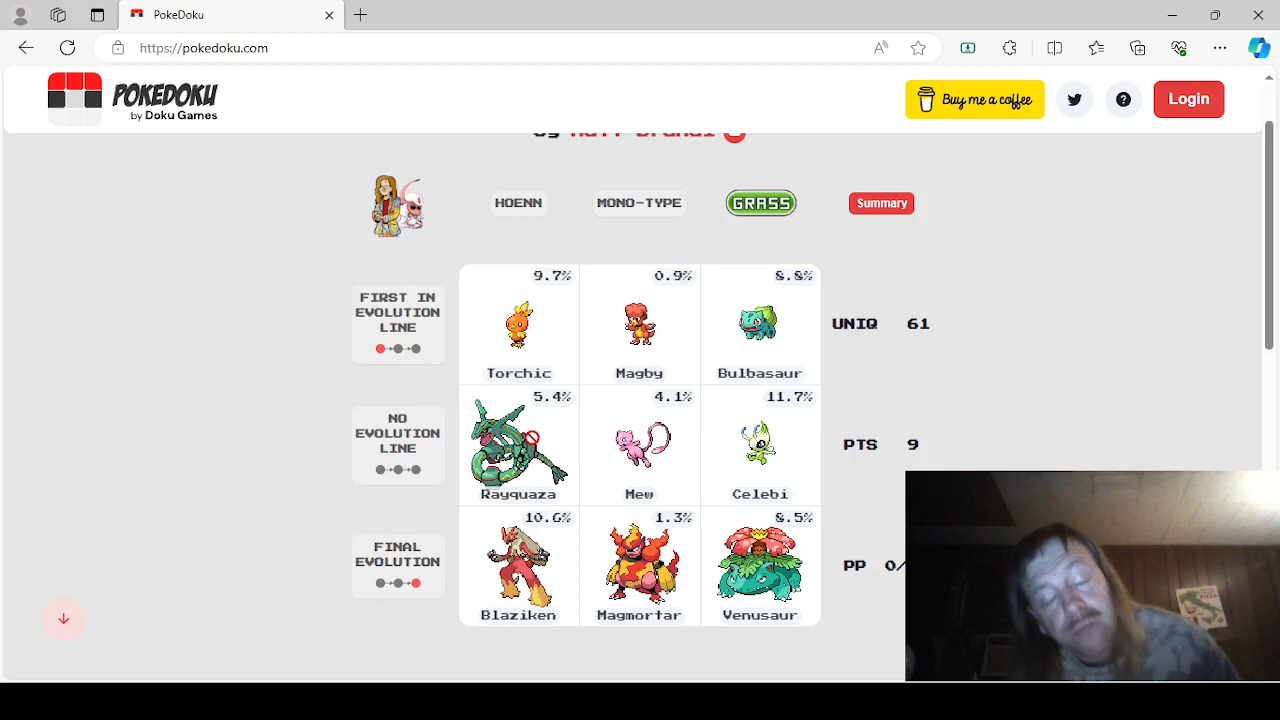 PokeDoku
https://pokedoku.com
POKEDOKU
by Doku Games
Buy me a coffee
Login
HOENN
MONO-TYPE
GRASS
Summary
FIRST IN
EVOLUTION
LINE
9.7%
0.9%
8.8%
Torchic
Magby
Bulbasaur
UNIQ 61
NO
EVOLUTION
LINE
5.4%
4.1%
11.7%
Rayquaza
Mew
Celebi
PTS 9
FINAL
EVOLUTION
10.6%
1.3%
8.5%
Blaziken
Magmortar
Venusaur
PP 0/